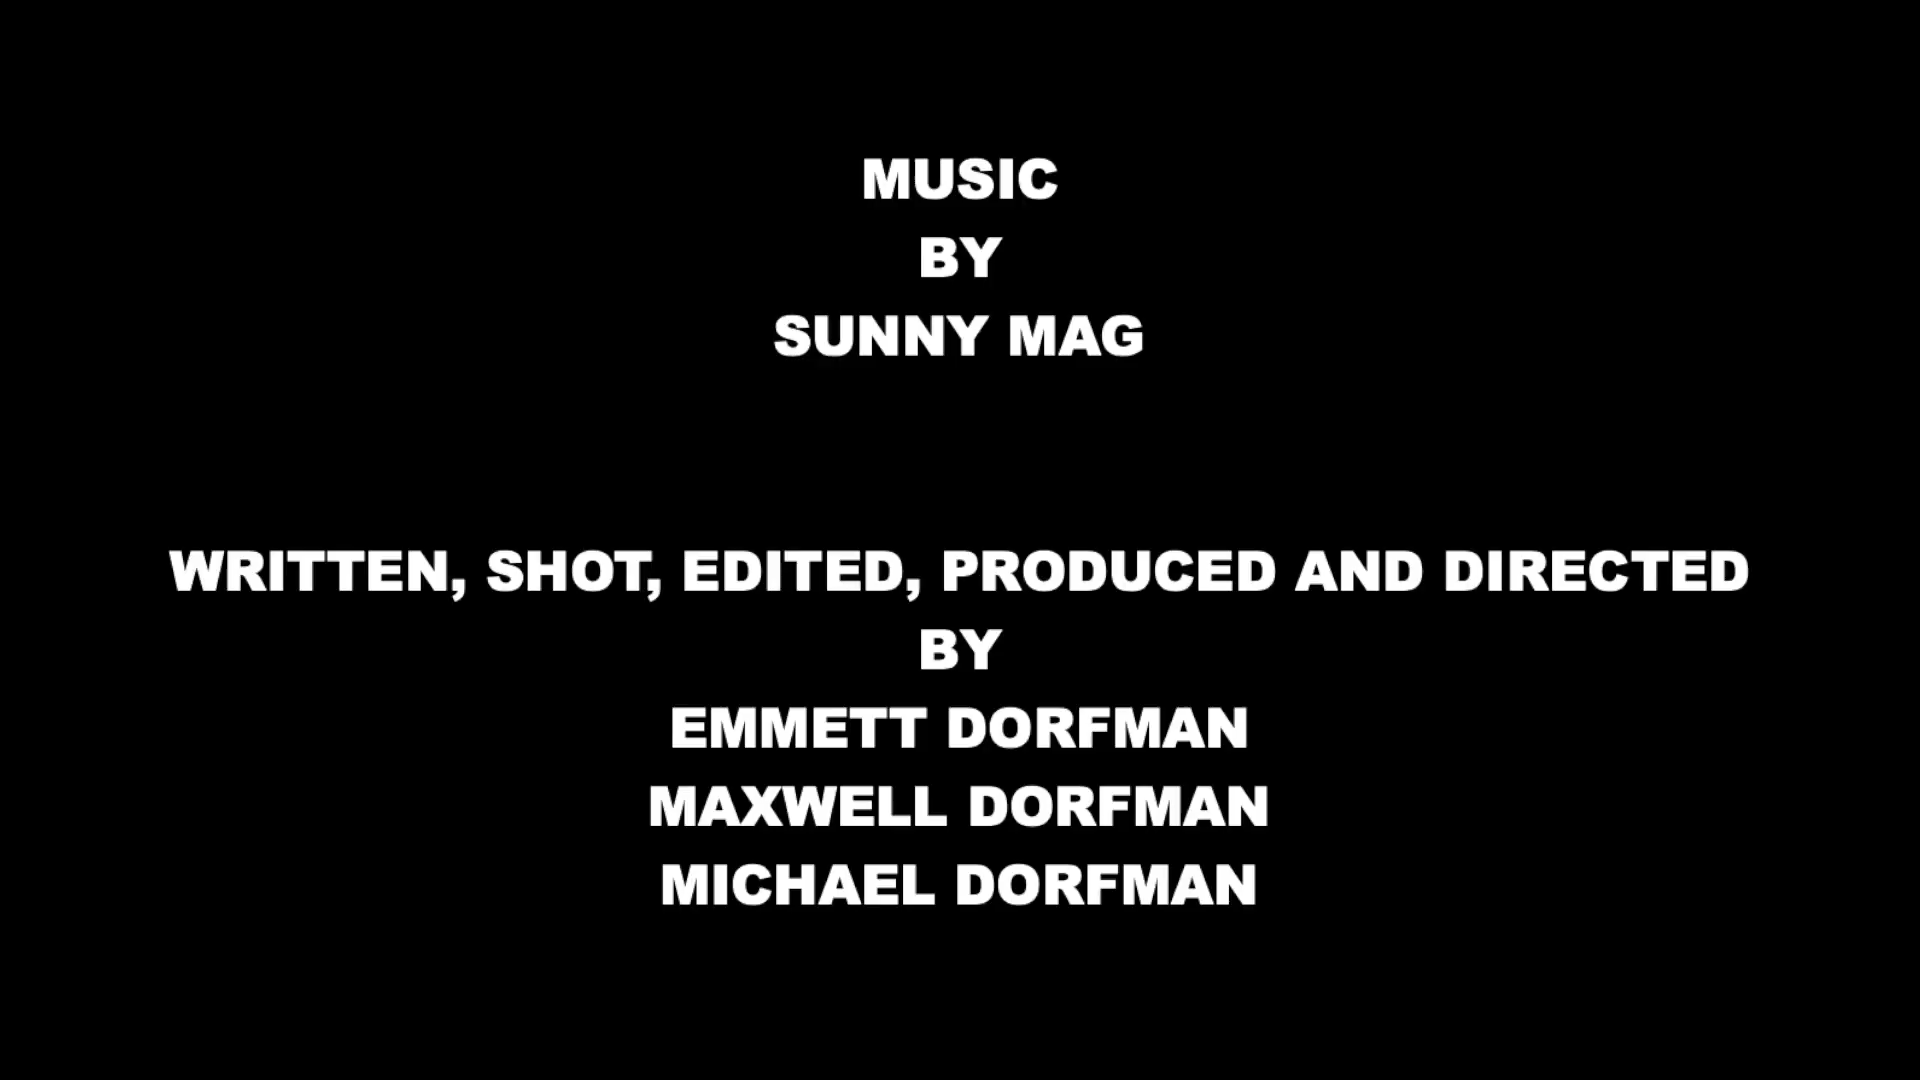 MUSIC
BY
SUNNY MAG
WRITTEN, SHOT, EDITED, PRODUCED AND DIRECTED
BY
EMMETT DORFMAN
MAXWELL DORFMAN
MICHAEL DORFMAN